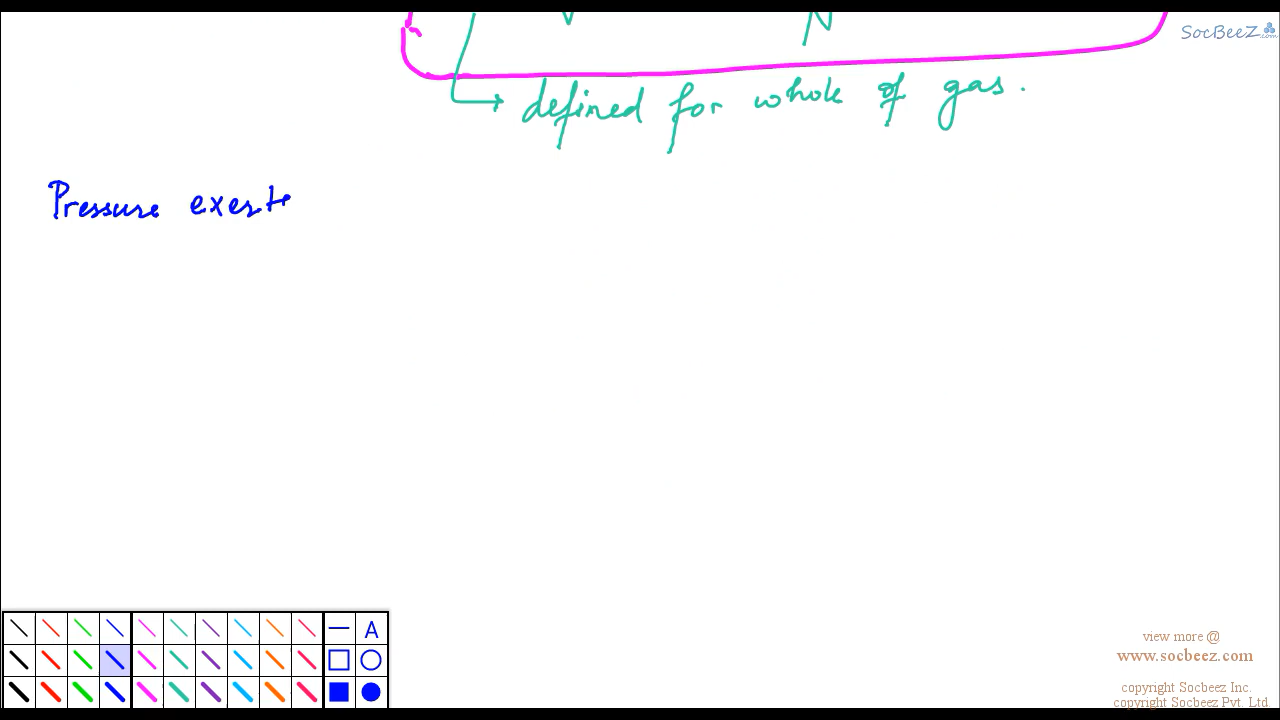 SocBeeZ.com
V N
defined for whole of gas.
Pressure exerte
A
view more @
www.socbeez.com
copyright Socbeez Inc.
copyright Socbeez Pvt. Ltd.